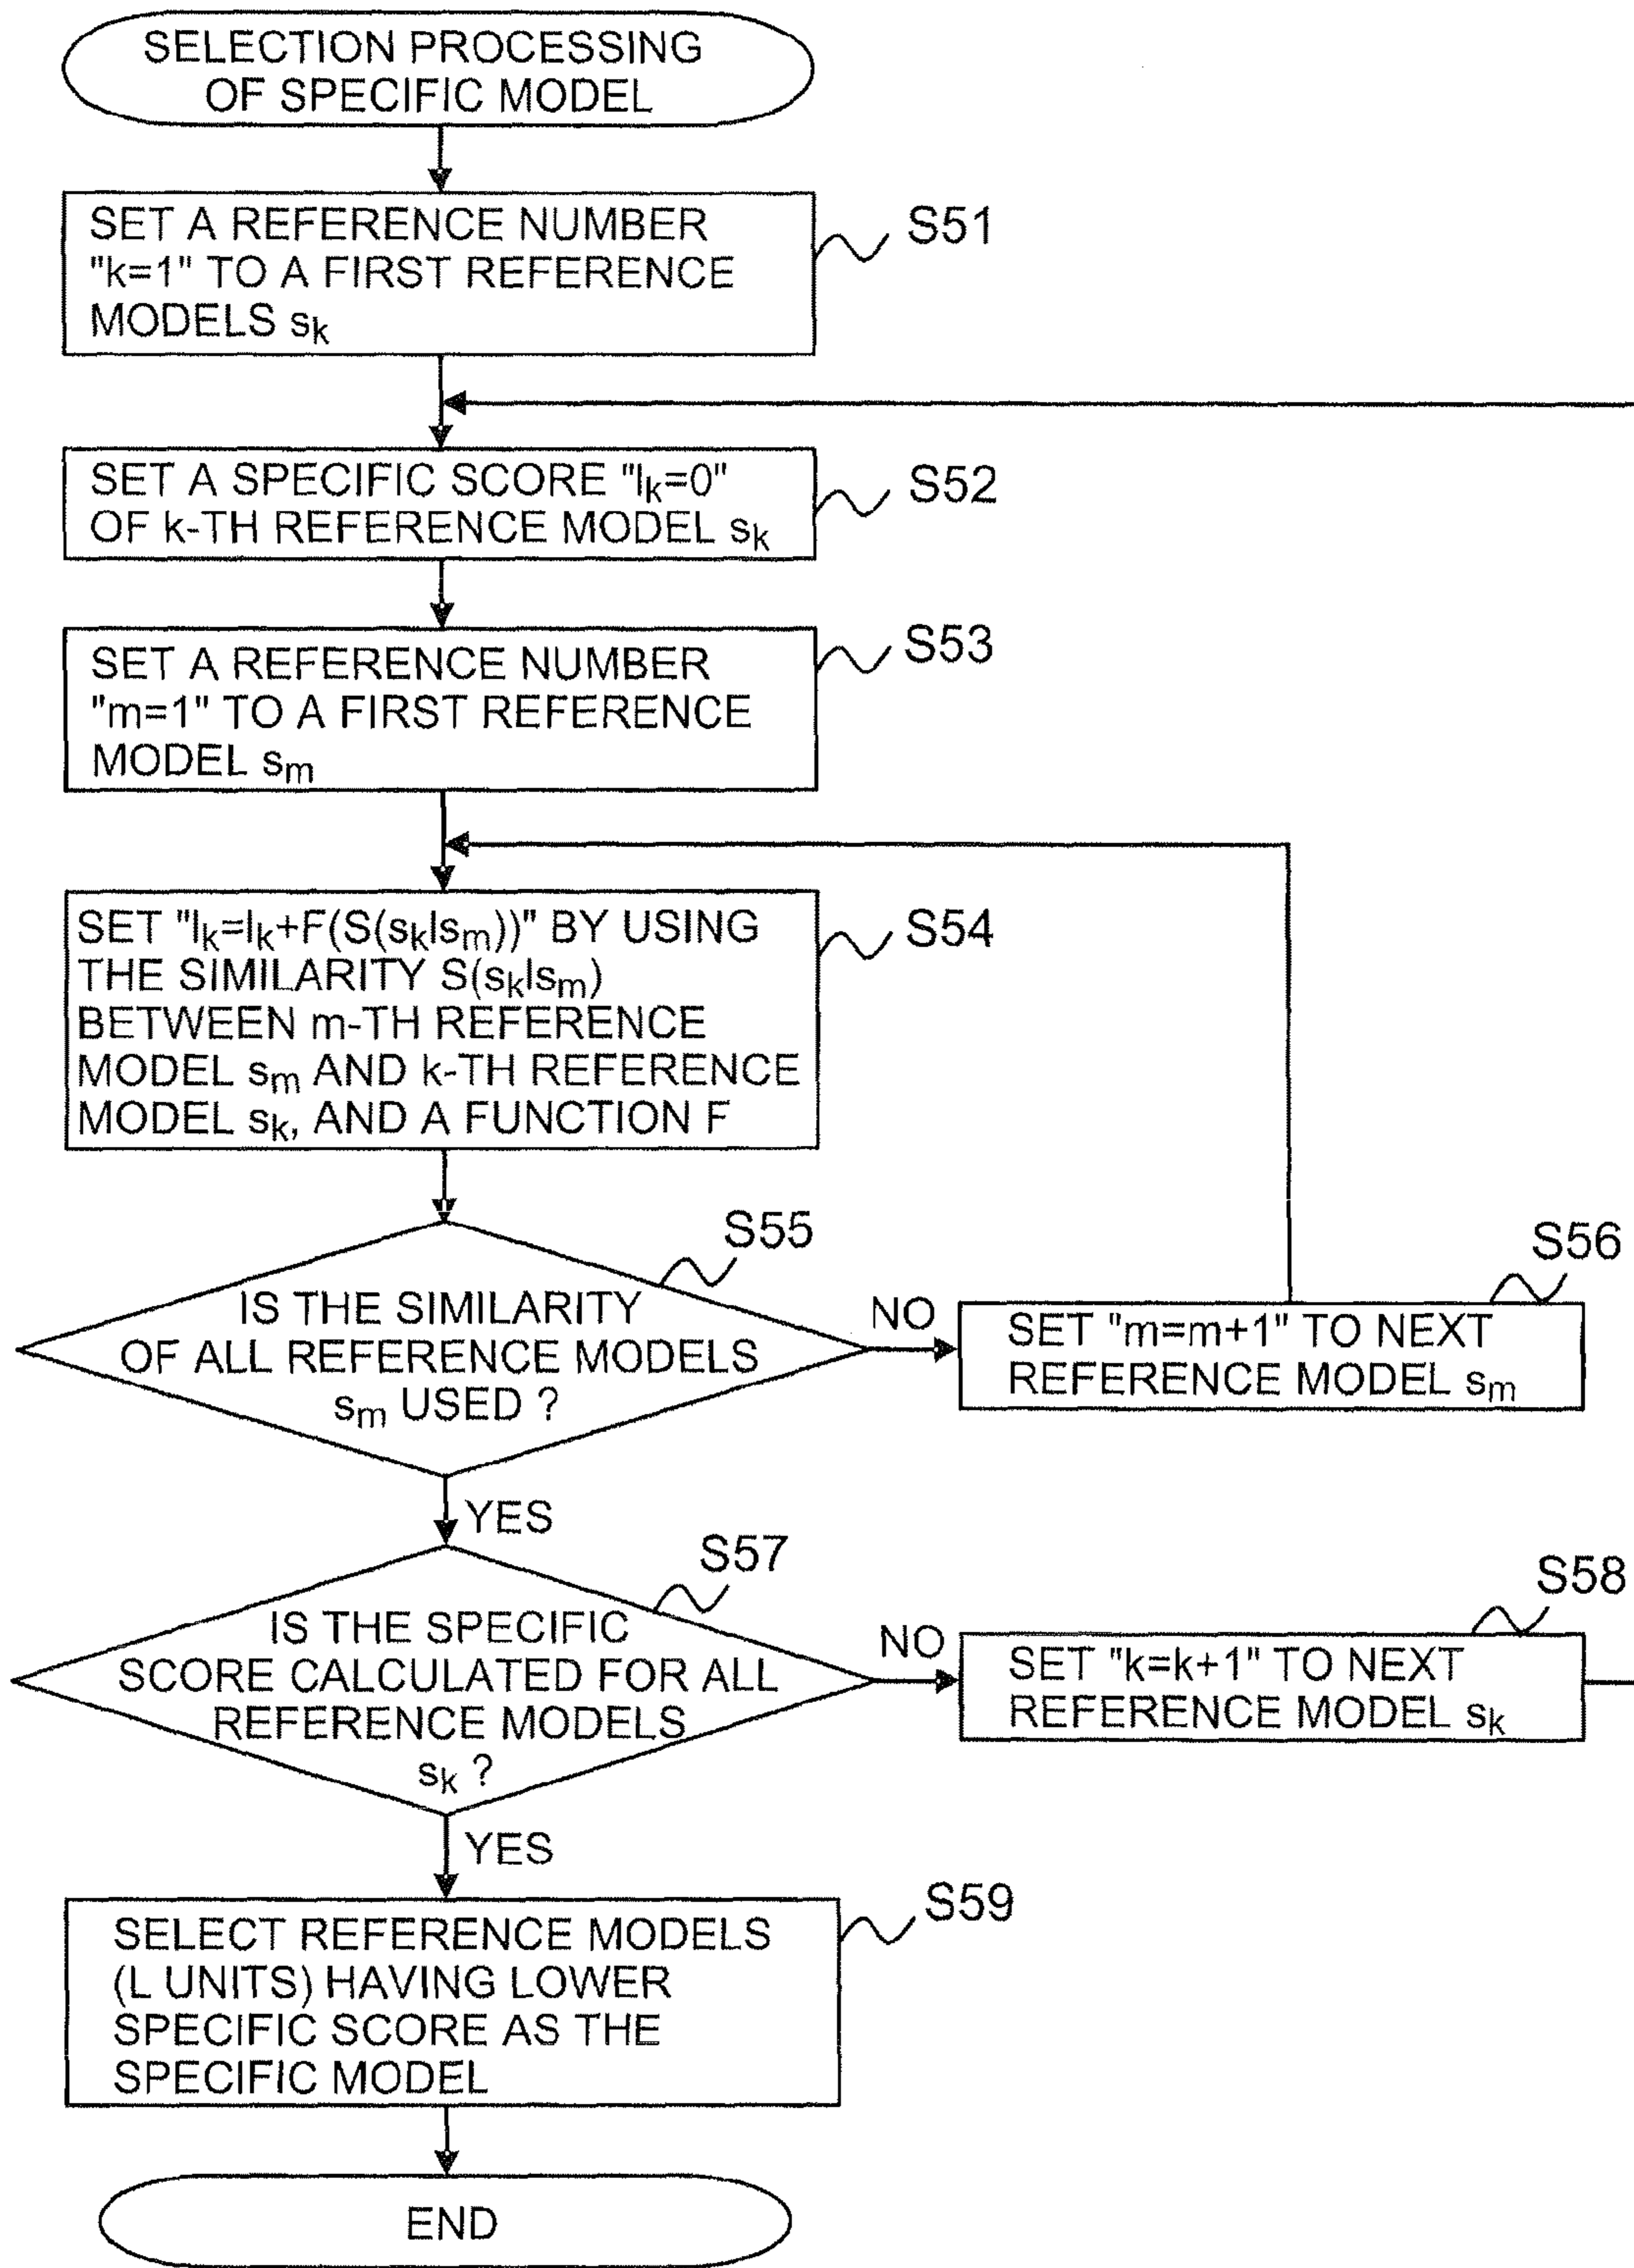 SELECTION PROCESSING
OF SPECIFIC MODEL
SET A REFERENCE NUMBER
"k=1" TO A FIRST REFERENCE
MODELS sk
S51
SET A SPECIFIC SCORE "lk=0"
OF k-TH REFERENCE MODEL sk
S52
SET A REFERENCE NUMBER
"m=1" TO A FIRST REFERENCE
MODEL sm
S53
SET "lk=lk+F(S(sk|sm))" BY USING
THE SIMILARITY S(sk|sm)
BETWEEN m-TH REFERENCE
MODEL sm AND k-TH REFERENCE
MODEL sk, AND A FUNCTION F
S54
S55
IS THE SIMILARITY
OF ALL REFERENCE MODELS
sm USED ?
NO
S56
SET "m=m+1" TO NEXT
REFERENCE MODEL sm
YES
S57
IS THE SPECIFIC
SCORE CALCULATED FOR ALL
REFERENCE MODELS
sk ?
NO
S58
SET "k=k+1" TO NEXT
REFERENCE MODEL sk
YES
SELECT REFERENCE MODELS
(L UNITS) HAVING LOWER
SPECIFIC SCORE AS THE
SPECIFIC MODEL
S59
END